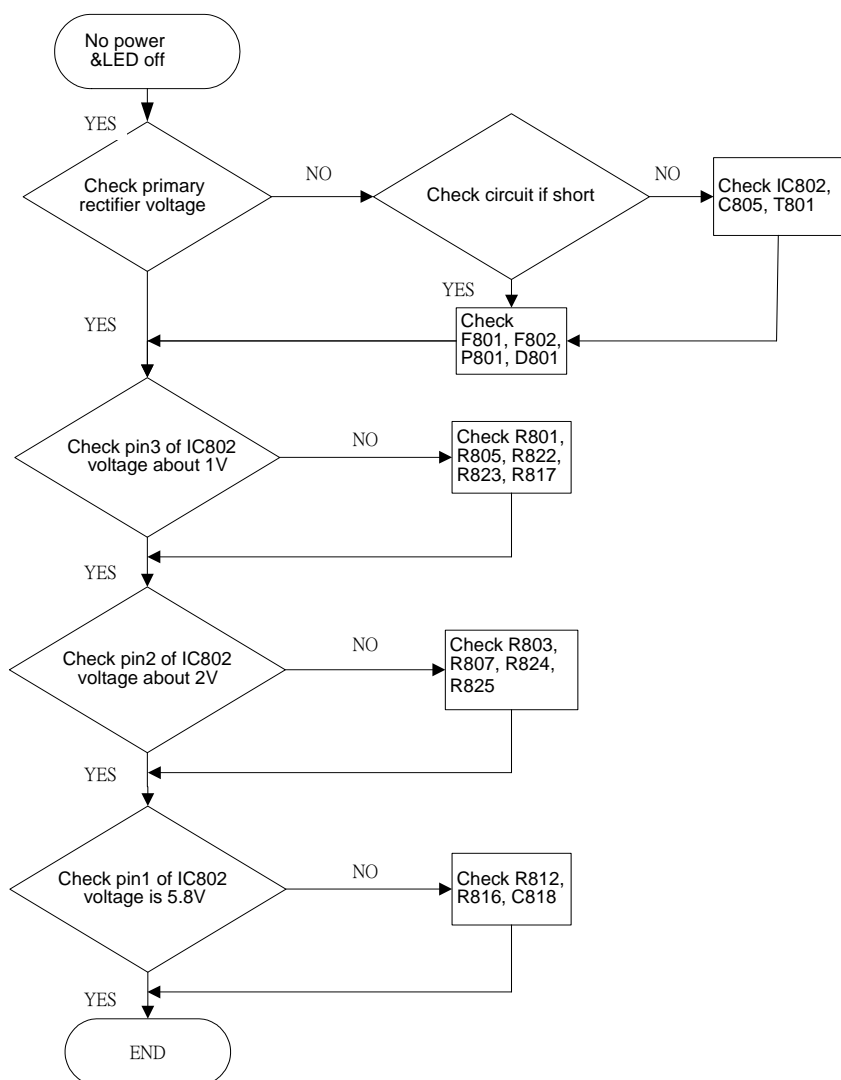 No power
&LED off
YES
Check primary
rectifier voltage
NO
Check circuit if short
NO
Check IC802,
C805, T801
YES
YES
Check
F801, F802,
P801, D801
Check pin3 of IC802
voltage about 1V
NO
Check R801,
R805, R822,
R823, R817
YES
Check pin2 of IC802
voltage about 2V
NO
Check R803,
R807, R824,
R825
YES
Check pin1 of IC802
voltage is 5.8V
NO
Check R812,
R816, C818
YES
END